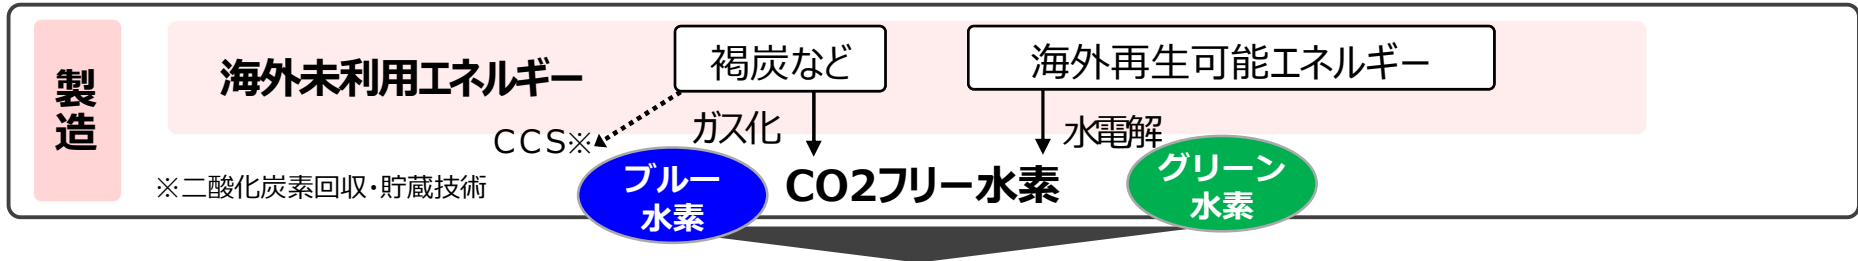 製造
海外未利用エネルギー
褐炭など
海外再生可能エネルギー
CCS※
ガス化
水電解
※二酸化炭素回収・貯蔵技術
ブルー
水素
CO2フリー水素
グリーン
水素